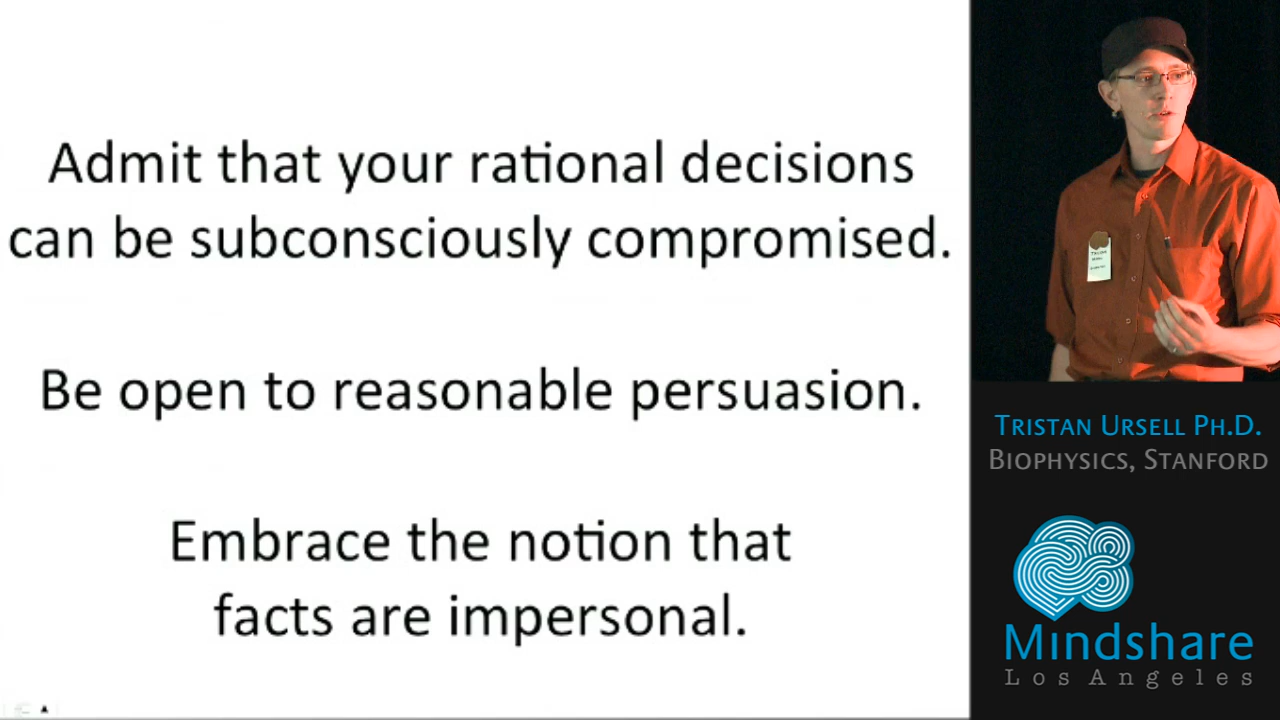 Admit that your rational decisions
can be subconsciously compromised.
Be open to reasonable persuasion.
Embrace the notion that
facts are impersonal.
TRISTAN URSELL PH.D.
BIOPHYSICS, STANFORD
Mindshare
Los Angeles